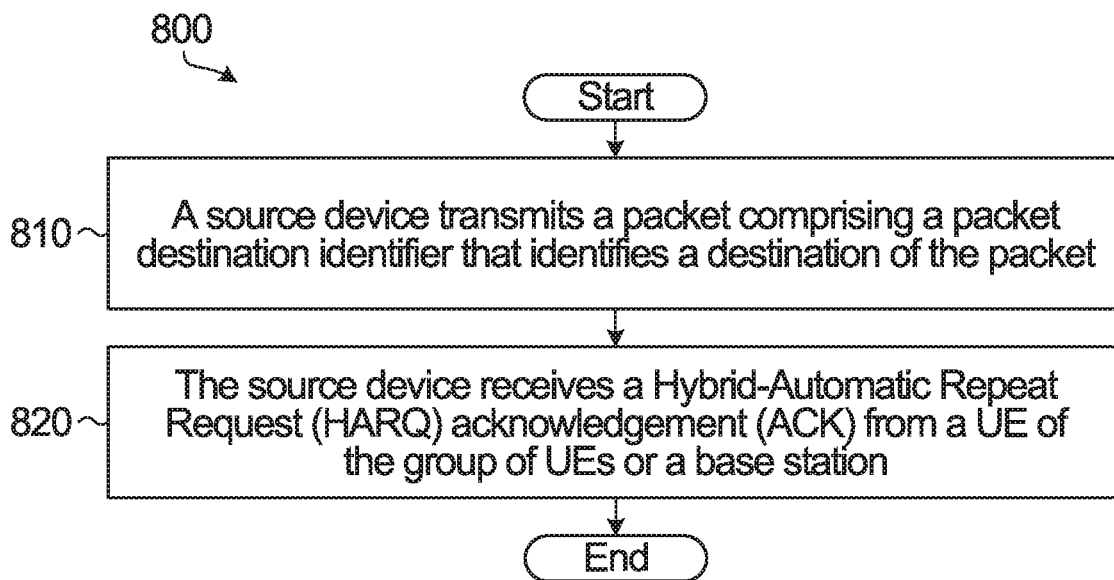 800
Start
810
A source device transmits a packet comprising a packet
destination identifier that identifies a destination of the packet
820
The source device receives a Hybrid-Automatic Repeat
Request (HARQ) acknowledgement (ACK) from a UE of
the group of UEs or a base station
End